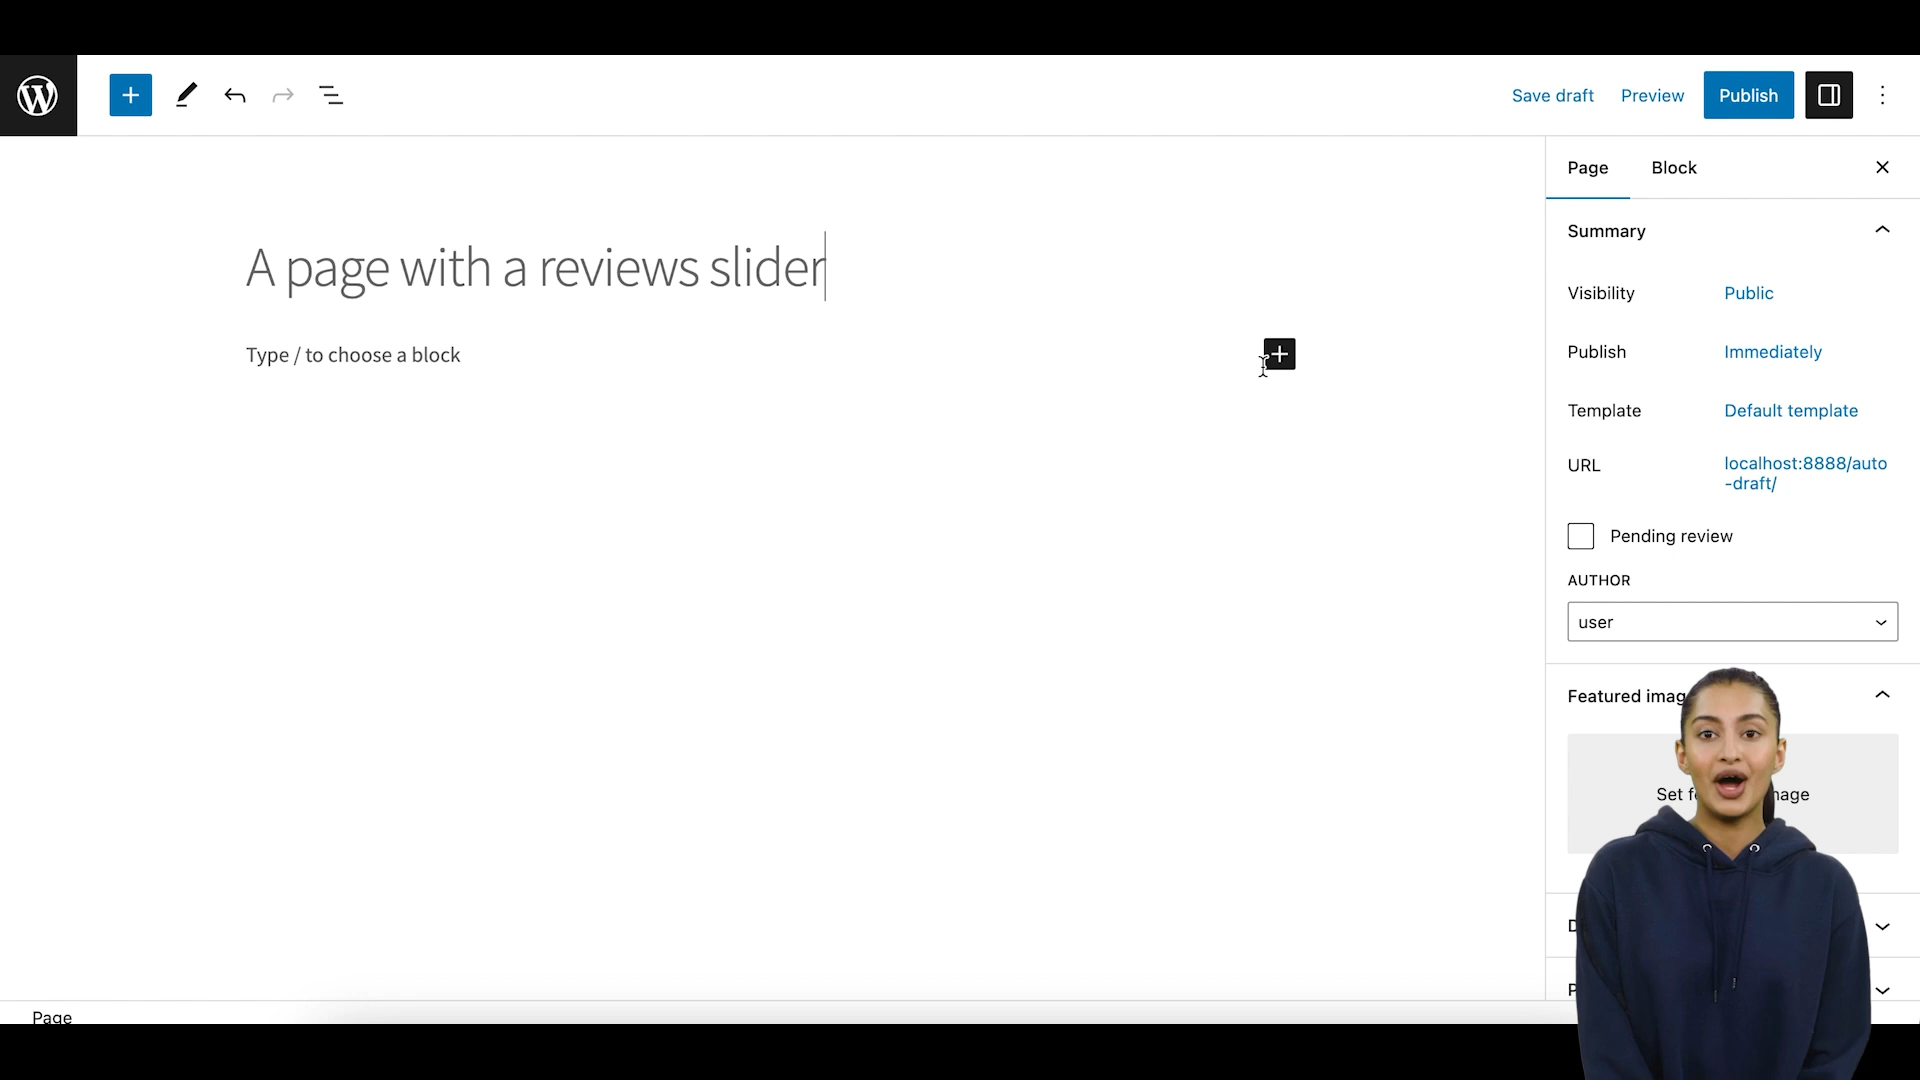 Save draft Preview Publish
Page Block
A page with a reviews slider
Type / to choose a block
Summary
Visibility Public
Publish Immediately
Template Default template
URL localhost:8888/auto
-draft/
Pending review
AUTHOR
user
Featured imag
Set f mage
D
P
Page